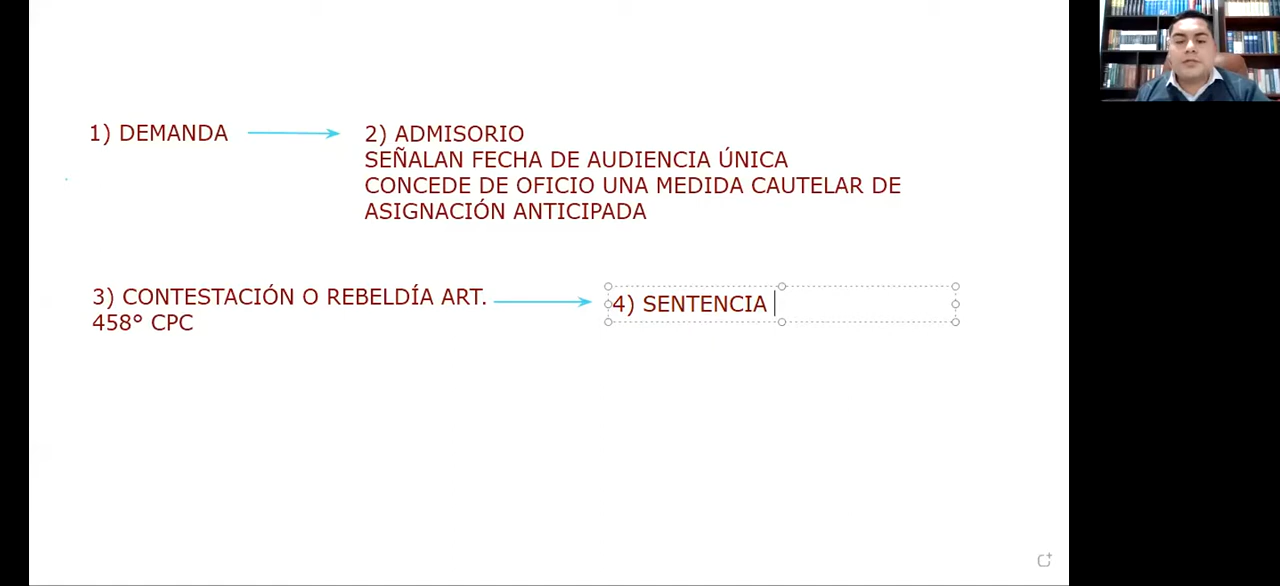 1) DEMANDA
2) ADMISORIO
SEÑALAN FECHA DE AUDIENCIA ÚNICA
CONCEDE DE OFICIO UNA MEDIDA CAUTELAR DE
ASIGNACIÓN ANTICIPADA
3) CONTESTACIÓN O REBELDÍA ART.
458° CPC
4) SENTENCIA